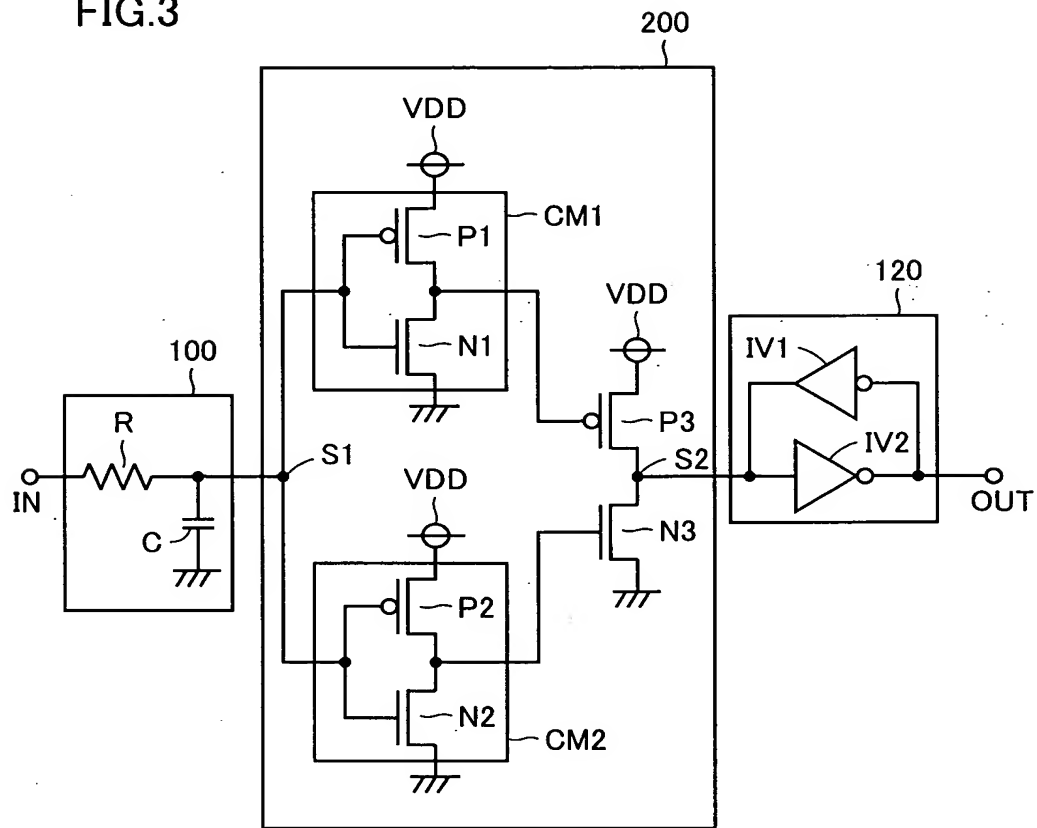 FIG.3
200
VDD
CM1
P1
N1
VDD
120
IV1
P3
IV2
100
R
S1
S2
IN
OUT
C
VDD
N3
P2
N2
CM2